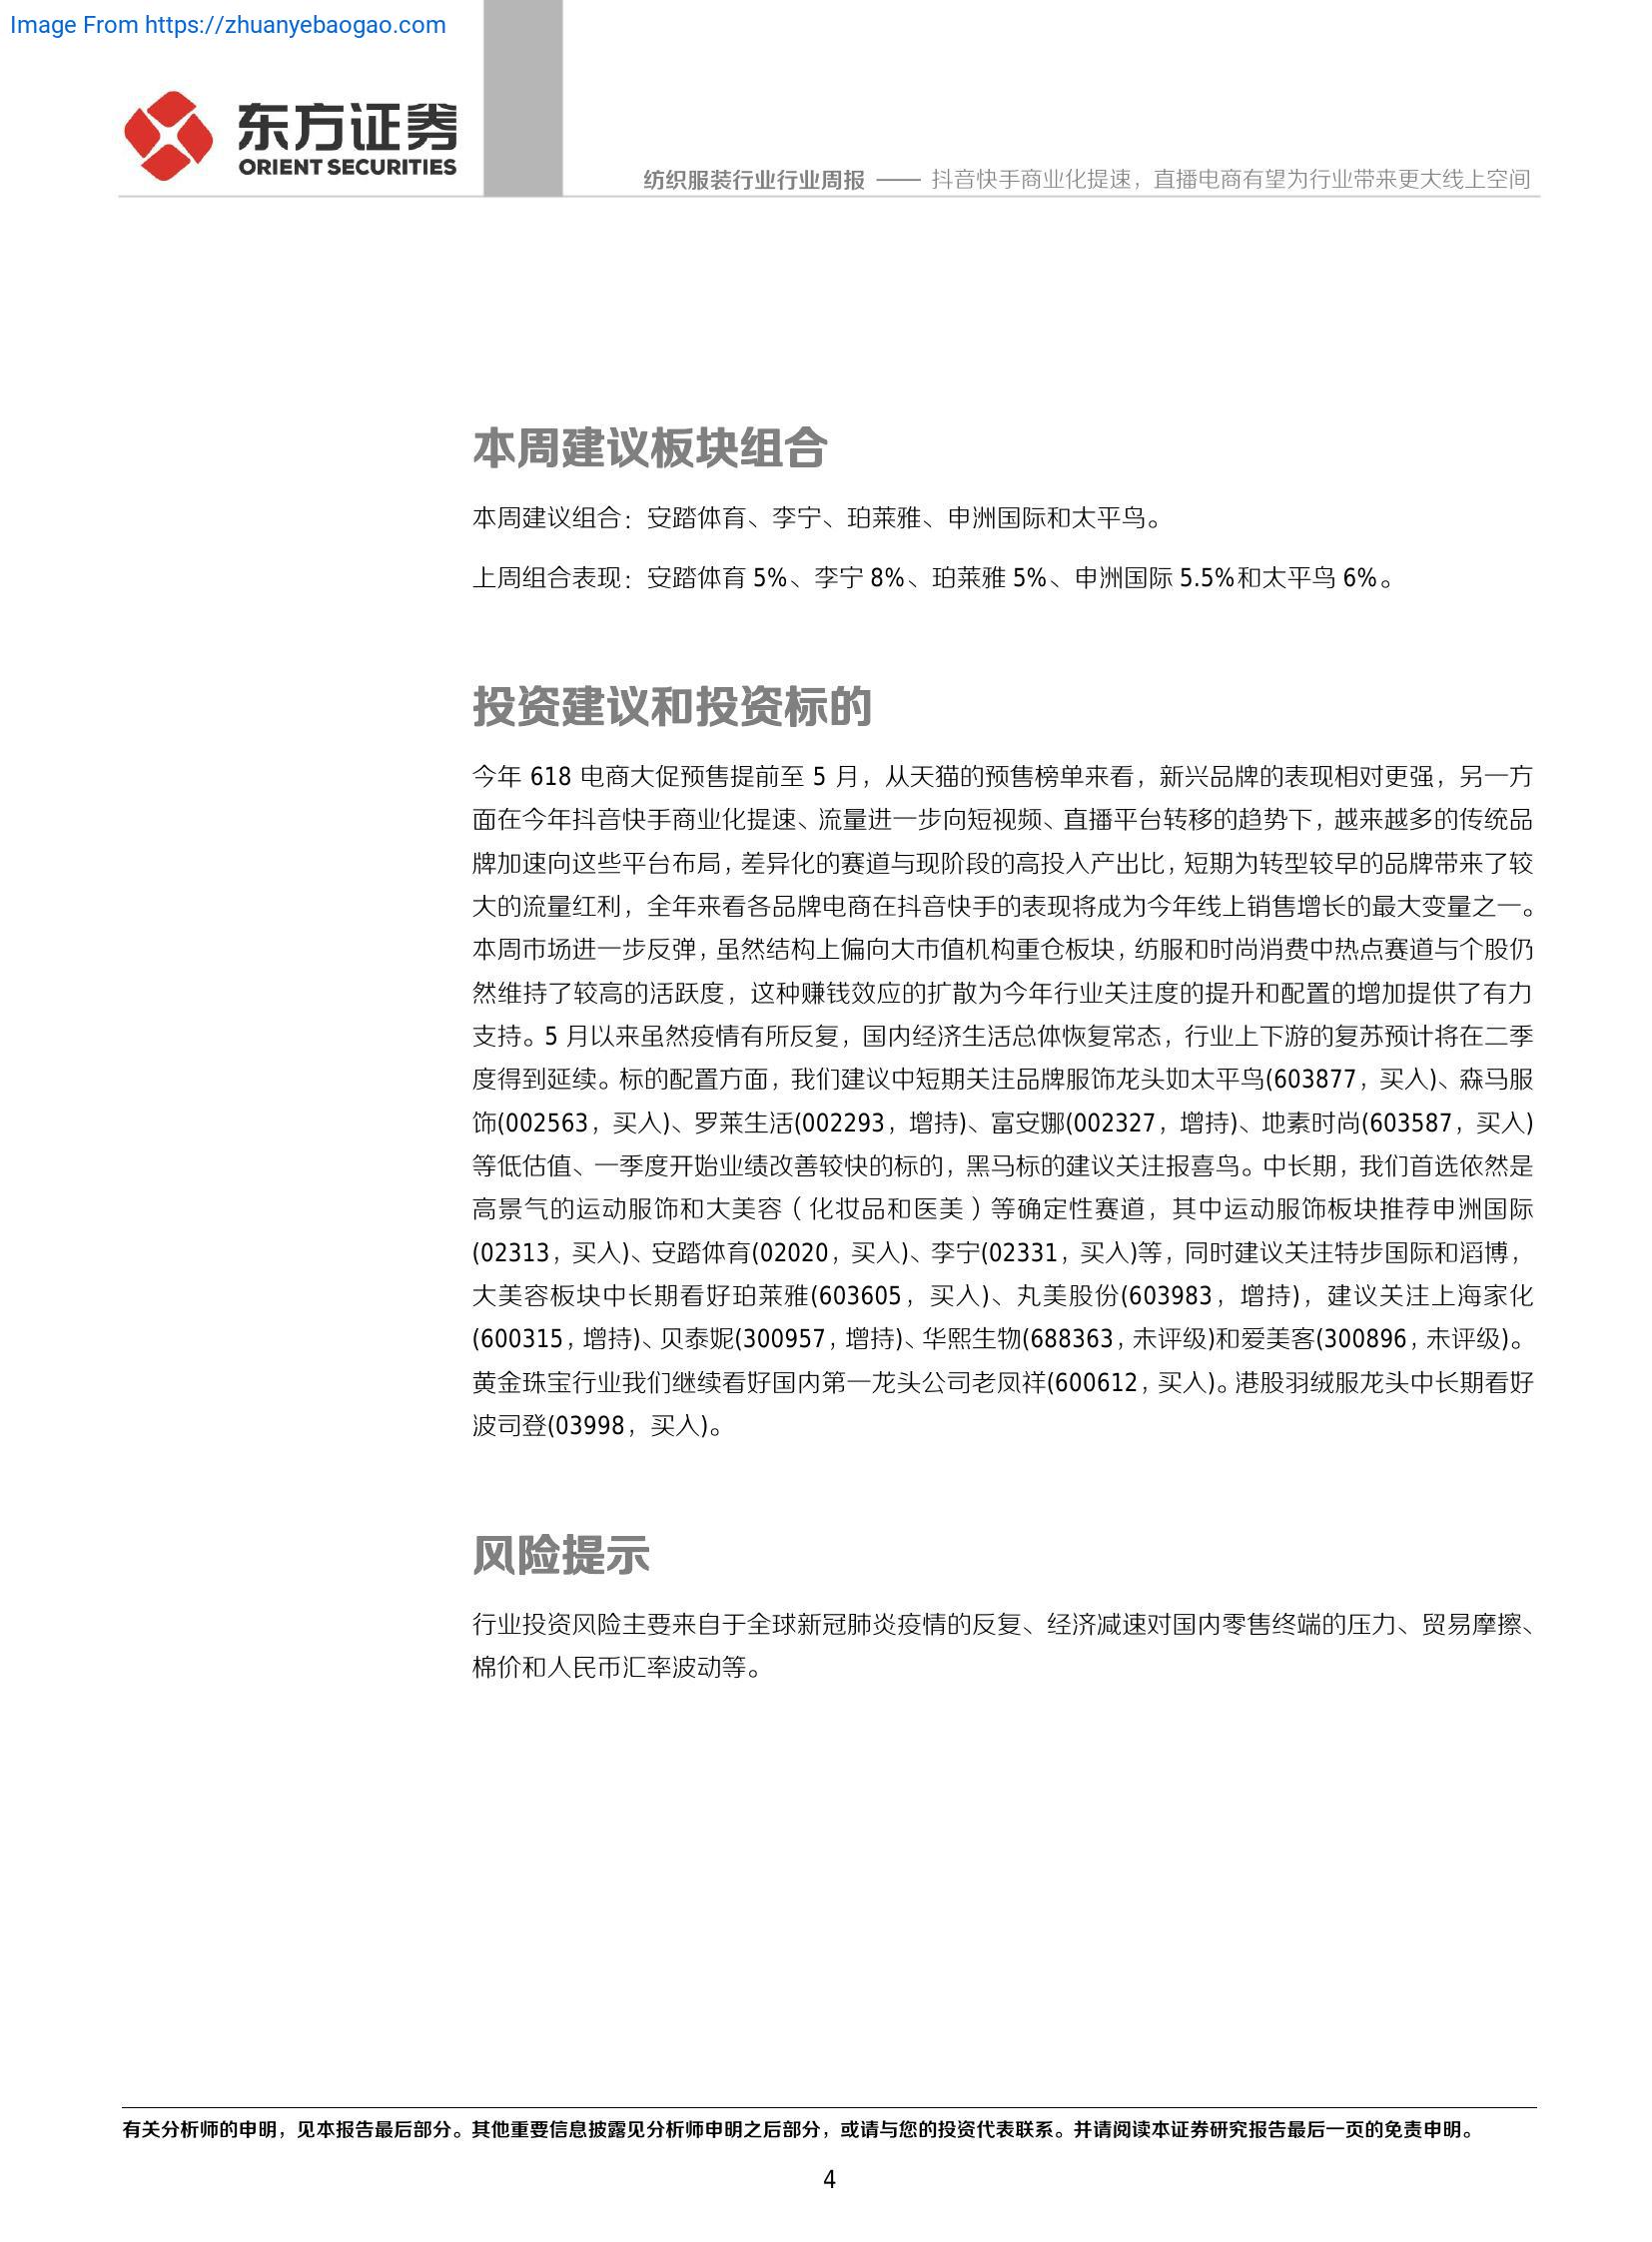 Image From https://zhuanyebaogao.com
东方证券
ORIENT SECURITIES
纺织服装行业行业周报 —— 抖音快手商业化提速，直播电商有望为行业带来更大线上空间
本周建议板块组合
本周建议组合：安踏体育、李宁、珀莱雅、申洲国际和太平鸟。
上周组合表现：安踏体育 5%、李宁 8%、珀莱雅 5%、申洲国际 5.5%和太平鸟 6%。
投资建议和投资标的
今年 618 电商大促预售提前至 5 月，从天猫的预售榜单来看，新兴品牌的表现相对更强，另一方
面在今年抖音快手商业化提速、流量进一步向短视频、直播平台转移的趋势下，越来越多的传统品
牌加速向这些平台布局，差异化的赛道与现阶段的高投入产出比，短期为转型较早的品牌带来了较
大的流量红利，全年来看各品牌电商在抖音快手的表现将成为今年线上销售增长的最大变量之一。
本周市场进一步反弹，虽然结构上偏向大市值机构重仓板块，纺服和时尚消费中热点赛道与个股仍
然维持了较高的活跃度，这种赚钱效应的扩散为今年行业关注度的提升和配置的增加提供了有力
支持。5 月以来虽然疫情有所反复，国内经济生活总体恢复常态，行业上下游的复苏预计将在二季
度得到延续。标的配置方面，我们建议中短期关注品牌服饰龙头如太平鸟(603877，买入)、森马服
饰(002563，买入)、罗莱生活(002293，增持)、富安娜(002327，增持)、地素时尚(603587，买入)
等低估值、一季度开始业绩改善较快的标的，黑马标的建议关注报喜鸟。中长期，我们首选依然是
高景气的运动服饰和大美容（化妆品和医美）等确定性赛道，其中运动服饰板块推荐申洲国际
(02313，买入)、安踏体育(02020，买入)、李宁(02331，买入)等，同时建议关注特步国际和滔博，
大美容板块中长期看好珀莱雅(603605，买入)、丸美股份(603983，增持)，建议关注上海家化
(600315，增持)、贝泰妮(300957，增持)、华熙生物(688363，未评级)和爱美客(300896，未评级)。
黄金珠宝行业我们继续看好国内第一龙头公司老凤祥(600612，买入)。港股羽绒服龙头中长期看好
波司登(03998，买入)。
风险提示
行业投资风险主要来自于全球新冠肺炎疫情的反复、经济减速对国内零售终端的压力、贸易摩擦、
棉价和人民币汇率波动等。
有关分析师的申明，见本报告最后部分。其他重要信息披露见分析师申明之后部分，或请与您的投资代表联系。并请阅读本证券研究报告最后一页的免责申明。
4